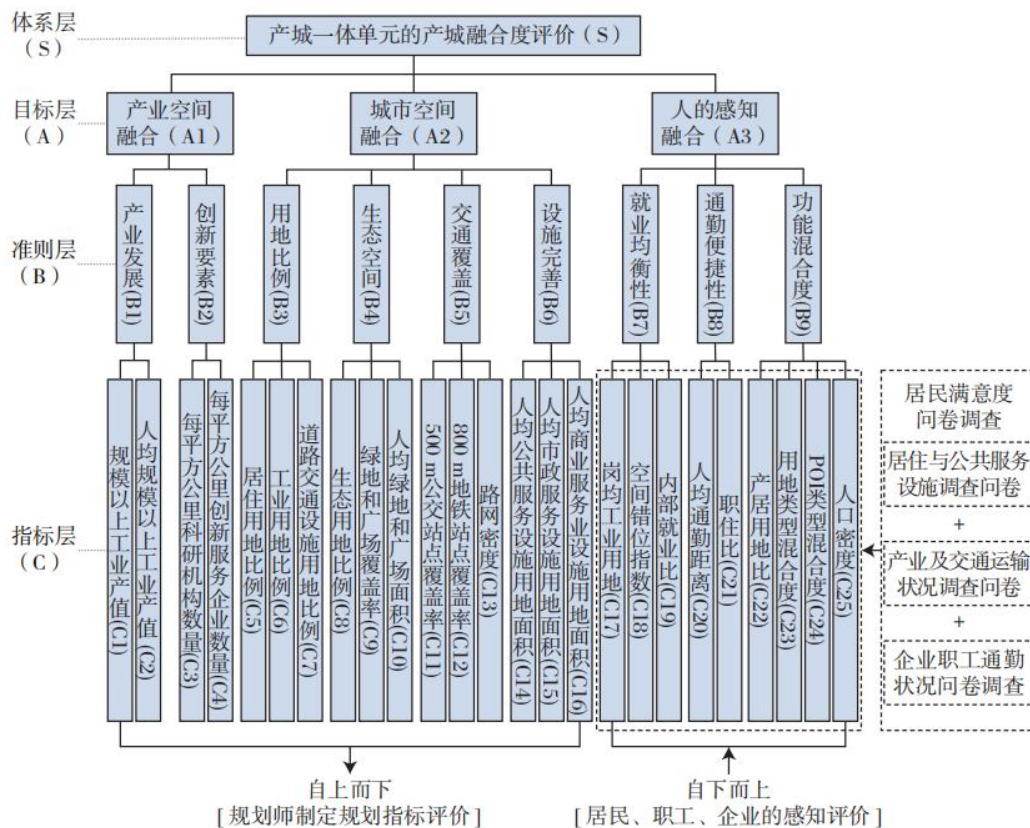 体系层
（S）
产城一体单元的产城融合度评价（S）
目标层
（A）
产业空间
融合（A1）
城市空间
融合（A2）
人的感知
融合（A3）
准则层
（B）
产业发展(B1)
创新要素(B2)
用地比例(B3)
生态空间(B4)
交通覆盖(B5)
设施完善(B6)
就业均衡性(B7)
通勤便捷性(B8)
功能混合度(B9)
指标层
（C）
规模以上工业产值(C1)
人均规模以上工业产值(C2)
每平方公里科研机构数量(C3)
每平方公里创新服务企业数量(C4)
居住用地比例(C5)
工业用地比例(C6)
道路交通设施用地比例(C7)
生态用地比例(C8)
绿地和广场覆盖率(C9)
人均绿地和广场面积(C10)
500 m公交站点覆盖率(C11)
800 m地铁站点覆盖率(C12)
路网密度(C13)
人均公共服务设施用地面积(C14)
人均市政服务设施用地面积(C15)
人均商业服务业设施用地面积(C16)
岗均工业用地(C17)
空间错位指数(C18)
内部就业比(C19)
人均通勤距离(C20)
职住比(C21)
产居用地比(C22)
用地类型混合度(C23)
POI类型混合度(C24)
人口密度(C25)
居民满意度
问卷调查
居住与公共服务
设施调查问卷
+
产业及交通运输
状况调查问卷
+
企业职工通勤
状况问卷调查
自上而下
[ 规划师制定规划指标评价 ]
自下而上
[ 居民、职工、企业的感知评价 ]